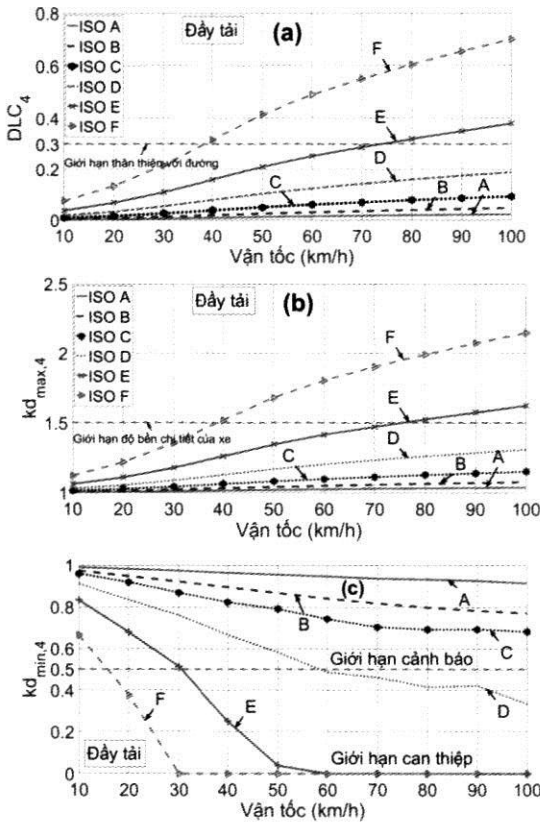 ISO A
ISO B
ISO C
ISO D
ISO E
ISO F
Đầy tải
(a)
F
E
D
C
B
A
Giới hạn thân thiện với đường
DLC4
0.8
0.6
0.4
0.3
0.2
0
10 20 30 40 50 60 70 80 90 100
Vận tốc (km/h)
ISO A
ISO B
ISO C
ISO D
ISO E
ISO F
Đầy tải
(b)
F
E
D
C
B
A
Giới hạn độ bền chi tiết của xe
kdmax,4
2.5
2
1.5
1
10 20 30 40 50 60 70 80 90 100
Vận tốc (km/h)
(c)
A
B
C
Giới hạn cảnh báo
D
F
E
Đầy tải
Giới hạn can thiệp
kdmin,4
1
0.8
0.6
0.5
0.4
0.2
0
10 20 30 40 50 60 70 80 90 100
Vận tốc (km/h)